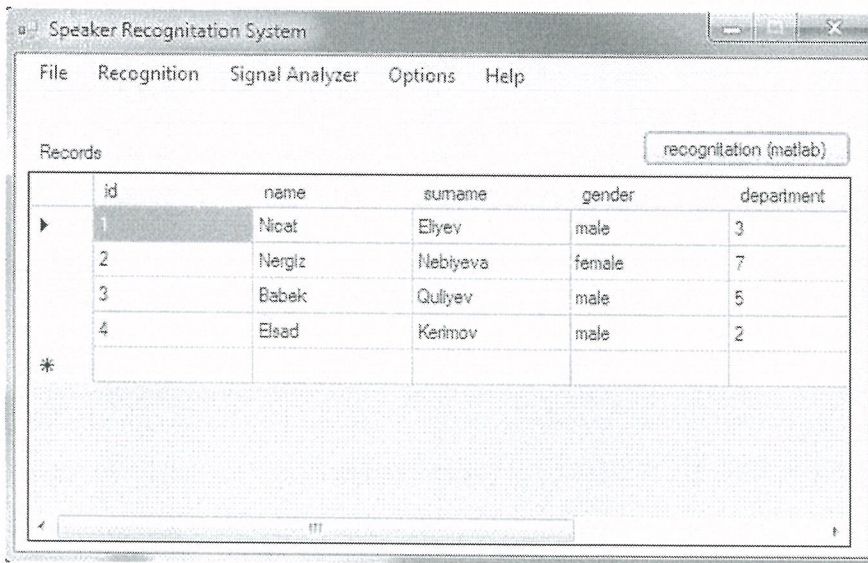 Speaker Recognitation System
File Recognition Signal Analyzer Options Help
Records recognitation (matlab)
id name surname gender department
1 Nicat Eliyev male 3
2 Nergiz Nebiyeva female 7
3 Babek Quliyev male 5
4 Elsad Kerimov male 2